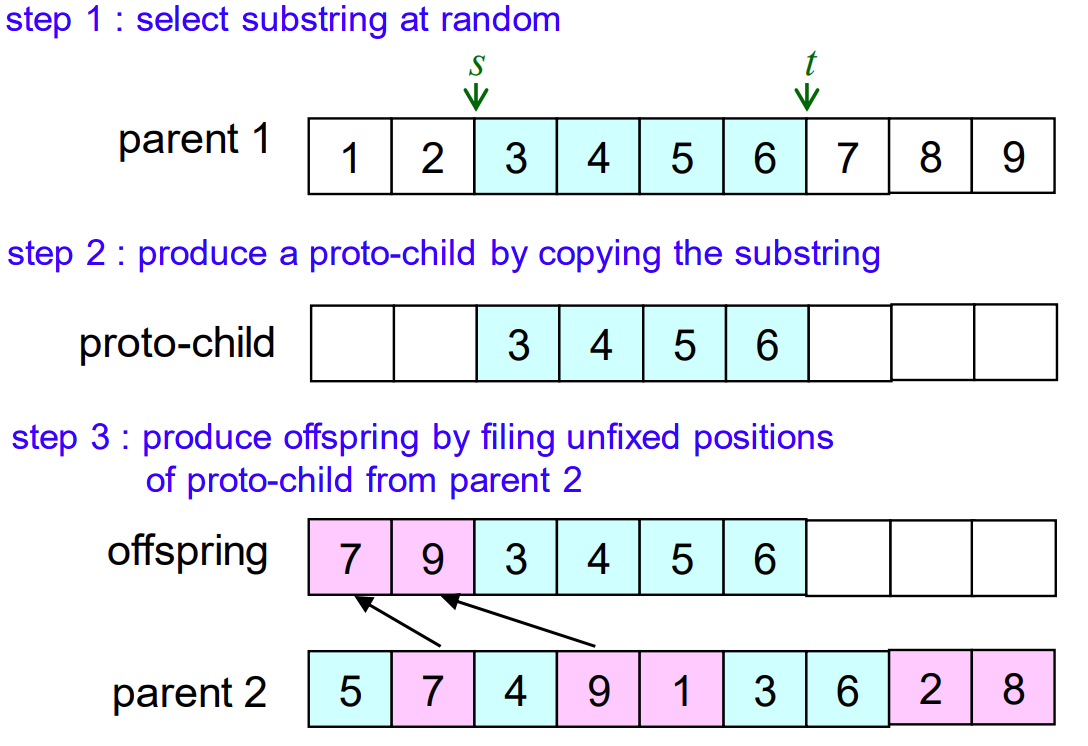 step 1 : select substring at random
s t
parent 1 1 2 3 4 5 6 7 8 9
step 2 : produce a proto-child by copying the substring
proto-child 3 4 5 6
step 3 : produce offspring by filing unfixed positions
of proto-child from parent 2
offspring 7 9 3 4 5 6
parent 2 5 7 4 9 1 3 6 2 8